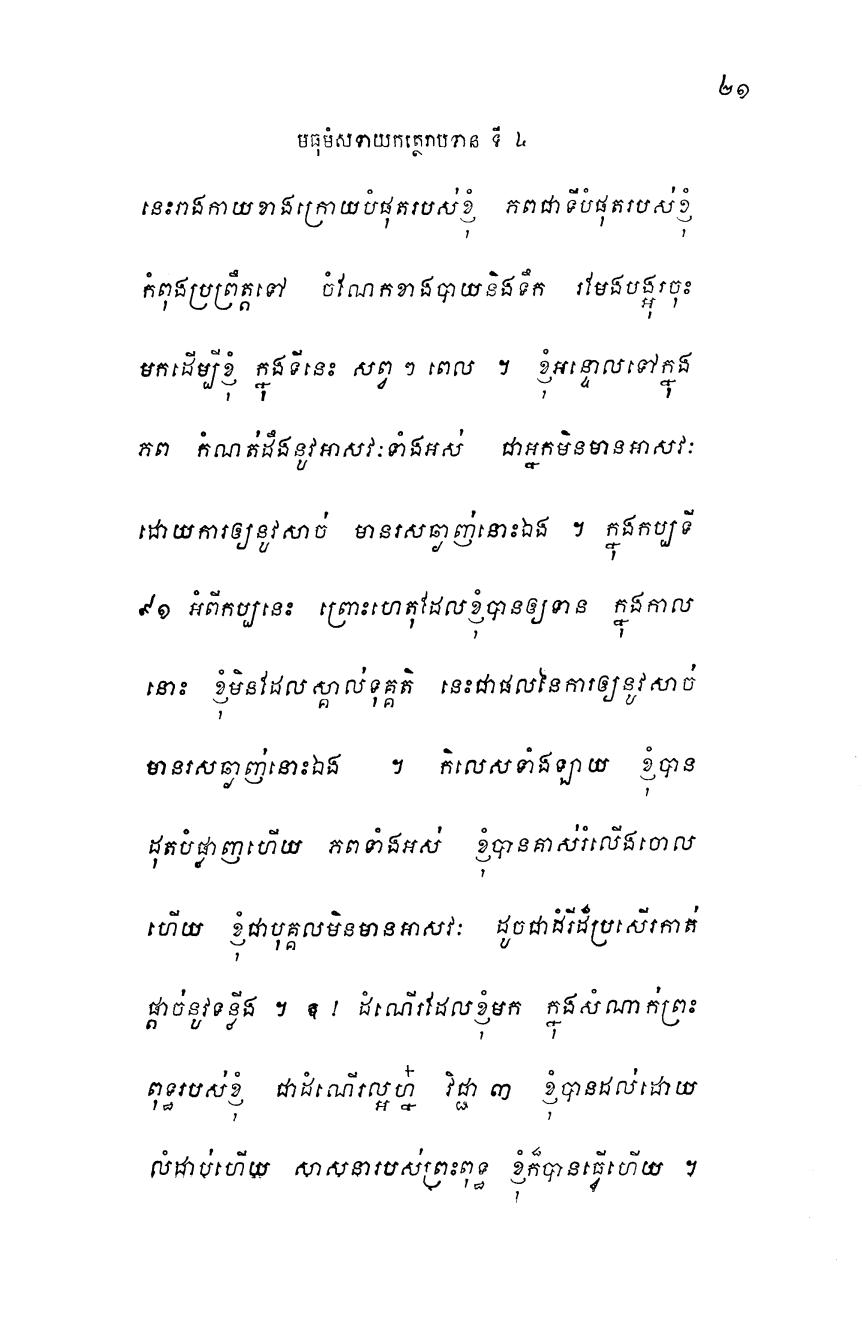 ២១
មធុមំសទាយកត្ថេរាបទាន ទី ៤
នេះរាងកាយខាងក្រោយបំផុតរបស់ខ្ញុំ ភពជាទីបំផុតរបស់ខ្ញុំ
កំពុងប្រព្រឹត្តទៅ ចំណែកខាងបាយនិងទឹក រមែងបង្អុរចុះ
មកដើម្បីខ្ញុំ ក្នុងទីនេះ សព្វ ៗ ពេល ។ ខ្ញុំអន្ទោលទៅក្នុង
ភព កំណត់ដឹងនូវអាសវៈទាំងអស់ ជាអ្នកមិនមានអាសវៈ
ដោយការឲ្យនូវសាច់ មានរសឆ្ងាញ់នោះឯង ។ ក្នុងកប្បទី
៩១ អំពីកប្បនេះ ព្រោះហេតុដែលខ្ញុំបានឲ្យទាន ក្នុងកាល
នោះ ខ្ញុំមិនដែលស្គាល់ទុគ្គតិ នេះជាផលនៃការឲ្យនូវសាច់
មានរសឆ្ងាញ់នោះឯង ។ កិលេសទាំងឡាយ ខ្ញុំបាន
ដុតបំផ្លាញហើយ ភពទាំងអស់ ខ្ញុំបានគាស់រំលើងចោល
ហើយ ខ្ញុំជាបុគ្គលមិនមានអាសវៈ ដូចជាដំរីដ៏ប្រសើរកាត់
ផ្តាច់នូវទន្លីង ។ ឱ ! ដំណើរដែលខ្ញុំមក ក្នុងសំណាក់ព្រះ
ពុទ្ធរបស់ខ្ញុំ ជាដំណើរល្អហ្ន៎ វិជ្ជា ៣ ខ្ញុំបានដល់ដោយ
លំដាប់ហើយ សាសនារបស់ព្រះពុទ្ធ ខ្ញុំក៏បានធ្វើហើយ ។